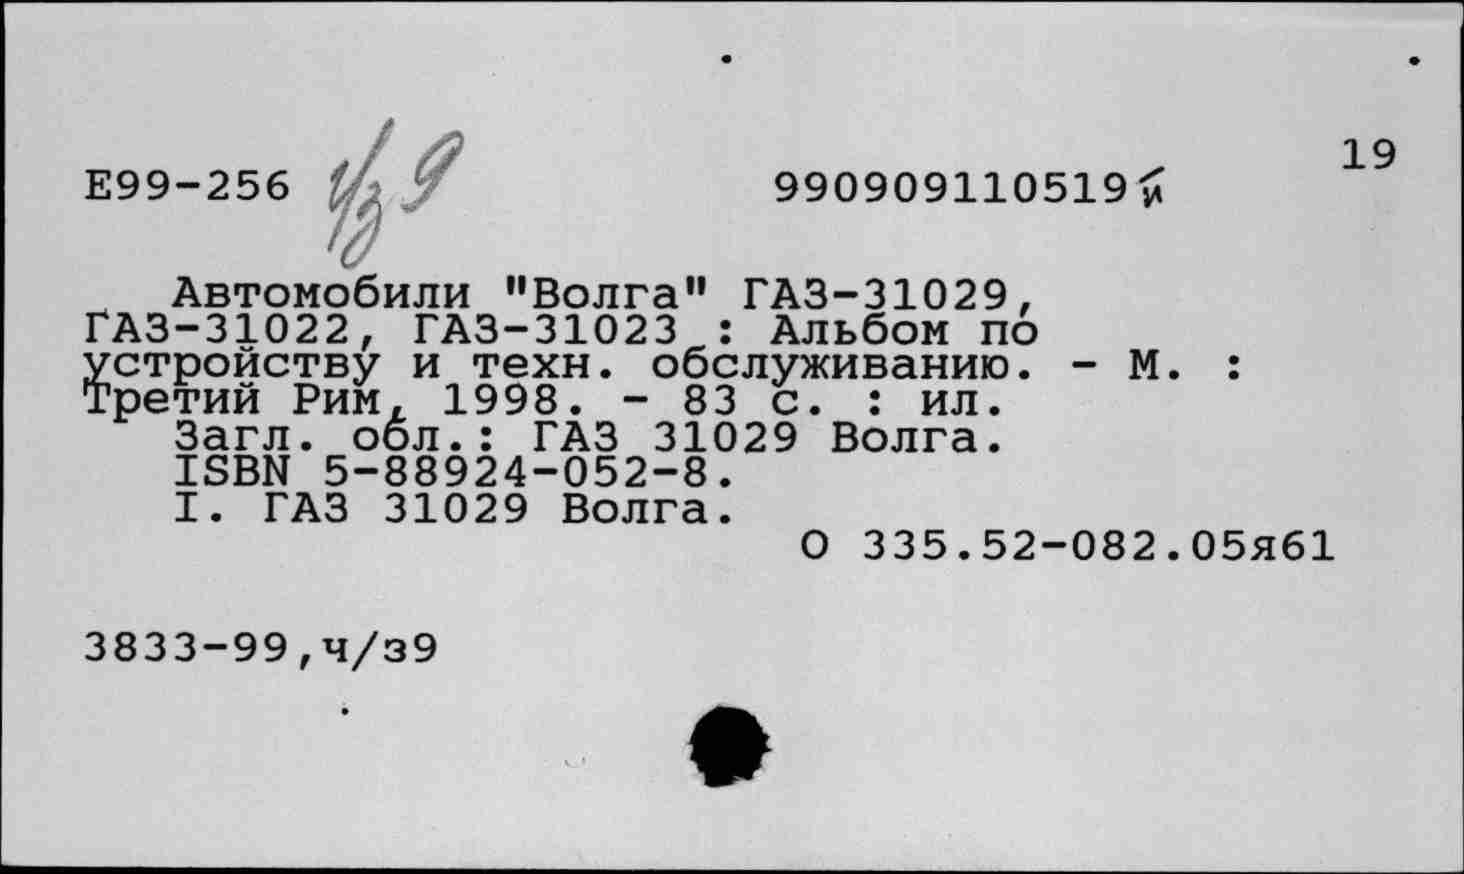 19
Е99-256 ч/з 9 990909110519 и
Автомобили "Волга" ГАЗ-31029,
ГАЗ-31022, ГАЗ-31023 : Альбом по
устройству и техн. обслуживанию. - М. :
Третий Рим, 1998. - 83 с. : ил.
Загл. обл.: ГАЗ 31029 Волга.
ISBN 5-88924-052-8.
I. ГАЗ 31029 Волга.
О 335.52-082.05я61
3833-99,ч/з9